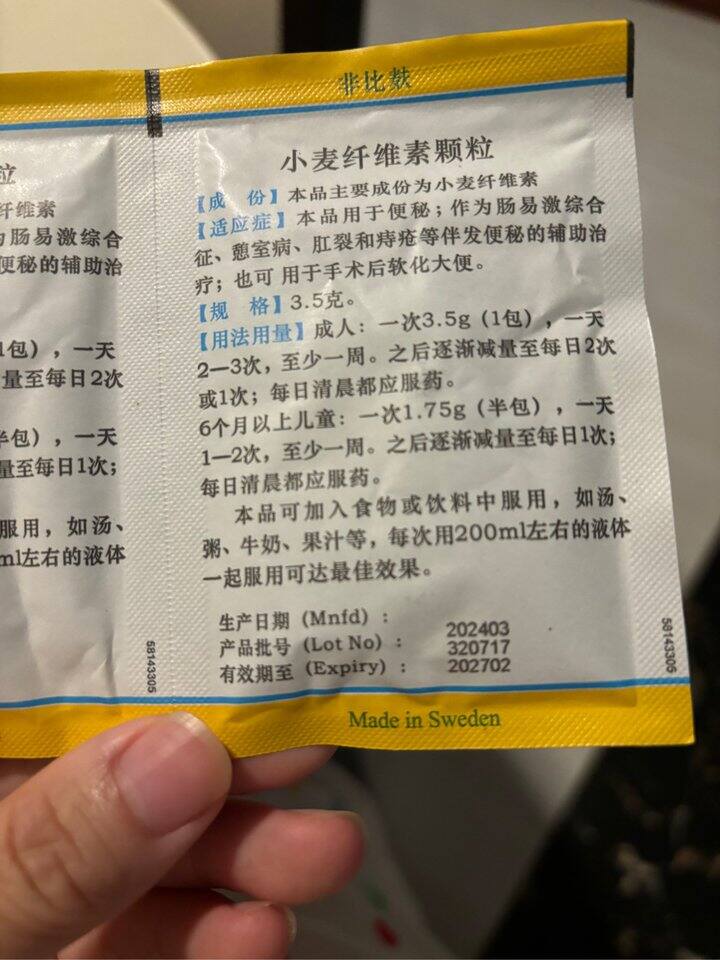 非比麸
小麦纤维素颗粒
【成 份】本品主要成份为小麦纤维素
【适应症】本品用于便秘；作为肠易激综合
征、憩室病、肛裂和痔疮等伴发便秘的辅助治
疗；也可 用于手术后软化大便。
【规 格】3.5克。
【用法用量】成人：一次3.5g（1包），一天
2—3次，至少一周。之后逐渐减量至每日2次
或1次；每日清晨都应服药。
6个月以上儿童：一次1.75g（半包），一天
1—2次，至少一周。之后逐渐减量至每日1次；
每日清晨都应服药。
本品可加入食物或饮料中服用，如汤、
粥、牛奶、果汁等，每次用200ml左右的液体
一起服用可达最佳效果。
生产日期（Mnfd）： 202403
产品批号（Lot No）： 320717
有效期至（Expiry）： 202702
58143305
Made in Sweden
粒
纤维素
为肠易激综合
便秘的辅助治
1包），一天
量至每日2次
半包），一天
量至每日1次；
服用，如汤、
ml左右的液体
58143305